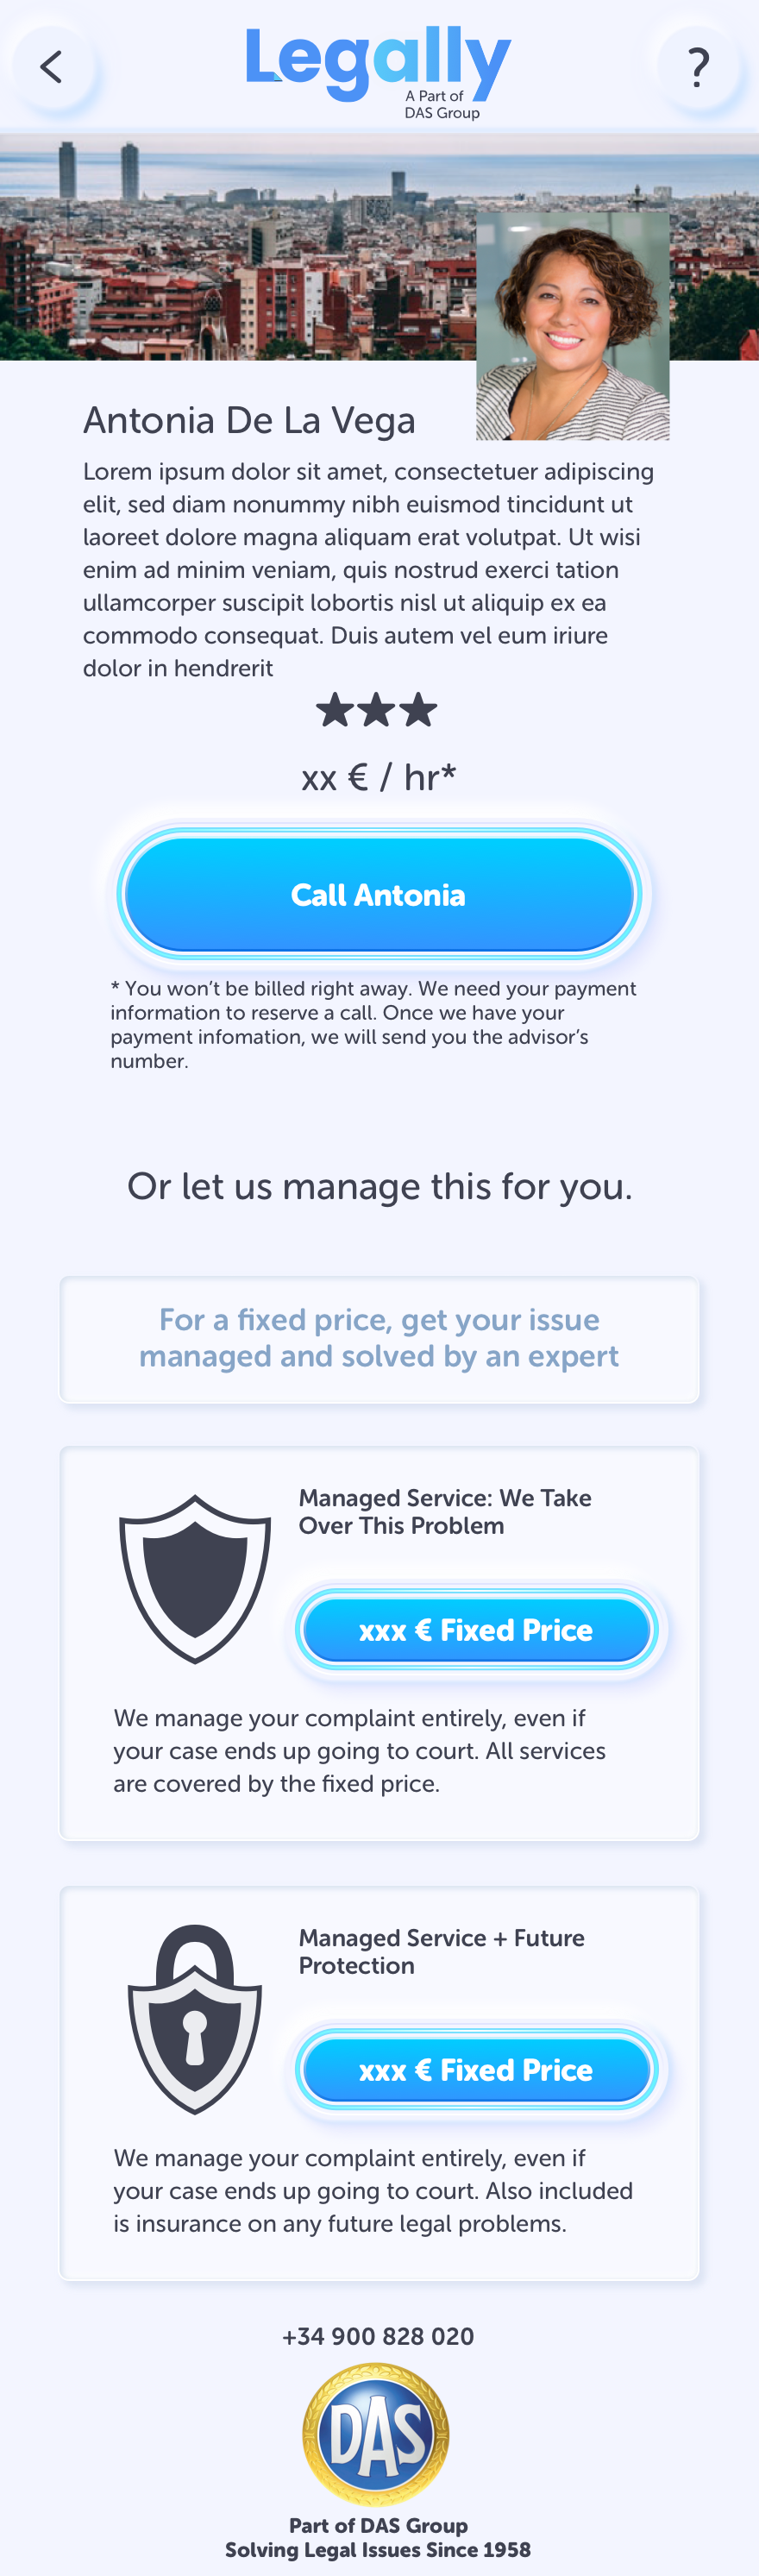 Legally
A Part of
DAS Group
?
Antonia De La Vega
Lorem ipsum dolor sit amet, consectetuer adipiscing
elit, sed diam nonummy nibh euismod tincidunt ut
laoreet dolore magna aliquam erat volutpat. Ut wisi
enim ad minim veniam, quis nostrud exerci tation
ullamcorper suscipit lobortis nisl ut aliquip ex ea
commodo consequat. Duis autem vel eum iriure
dolor in hendrerit
xx € / hr*
Call Antonia
* You won’t be billed right away. We need your payment
information to reserve a call. Once we have your
payment infomation, we will send you the advisor’s
number.
Or let us manage this for you.
For a fixed price, get your issue
managed and solved by an expert
Managed Service: We Take
Over This Problem
xxx € Fixed Price
We manage your complaint entirely, even if
your case ends up going to court. All services
are covered by the fixed price.
Managed Service + Future
Protection
xxx € Fixed Price
We manage your complaint entirely, even if
your case ends up going to court. Also included
is insurance on any future legal problems.
+34 900 828 020
DAS
Part of DAS Group
Solving Legal Issues Since 1958